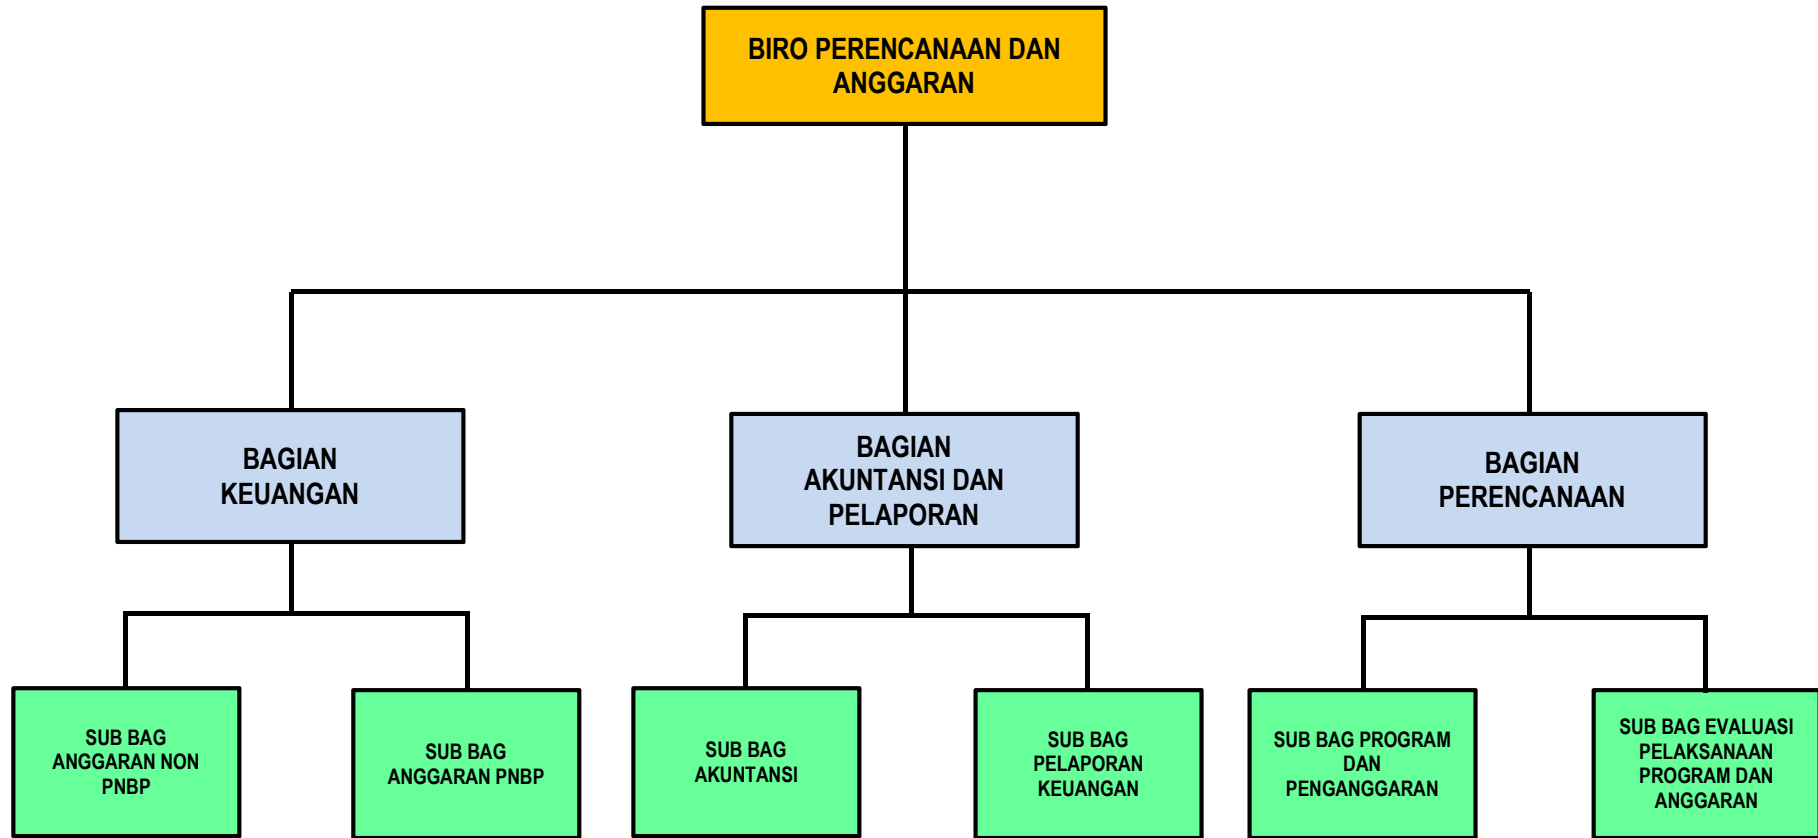 BIRO PERENCANAAN DAN
ANGGARAN
BAGIAN
KEUANGAN
BAGIAN
AKUNTANSI DAN
PELAPORAN
BAGIAN
PERENCANAAN
SUB BAG
ANGGARAN NON
PNBP
SUB BAG
ANGGARAN PNBP
SUB BAG
AKUNTANSI
SUB BAG
PELAPORAN
KEUANGAN
SUB BAG PROGRAM
DAN
PENGANGGARAN
SUB BAG EVALUASI
PELAKSANAAN
PROGRAM DAN
ANGGARAN